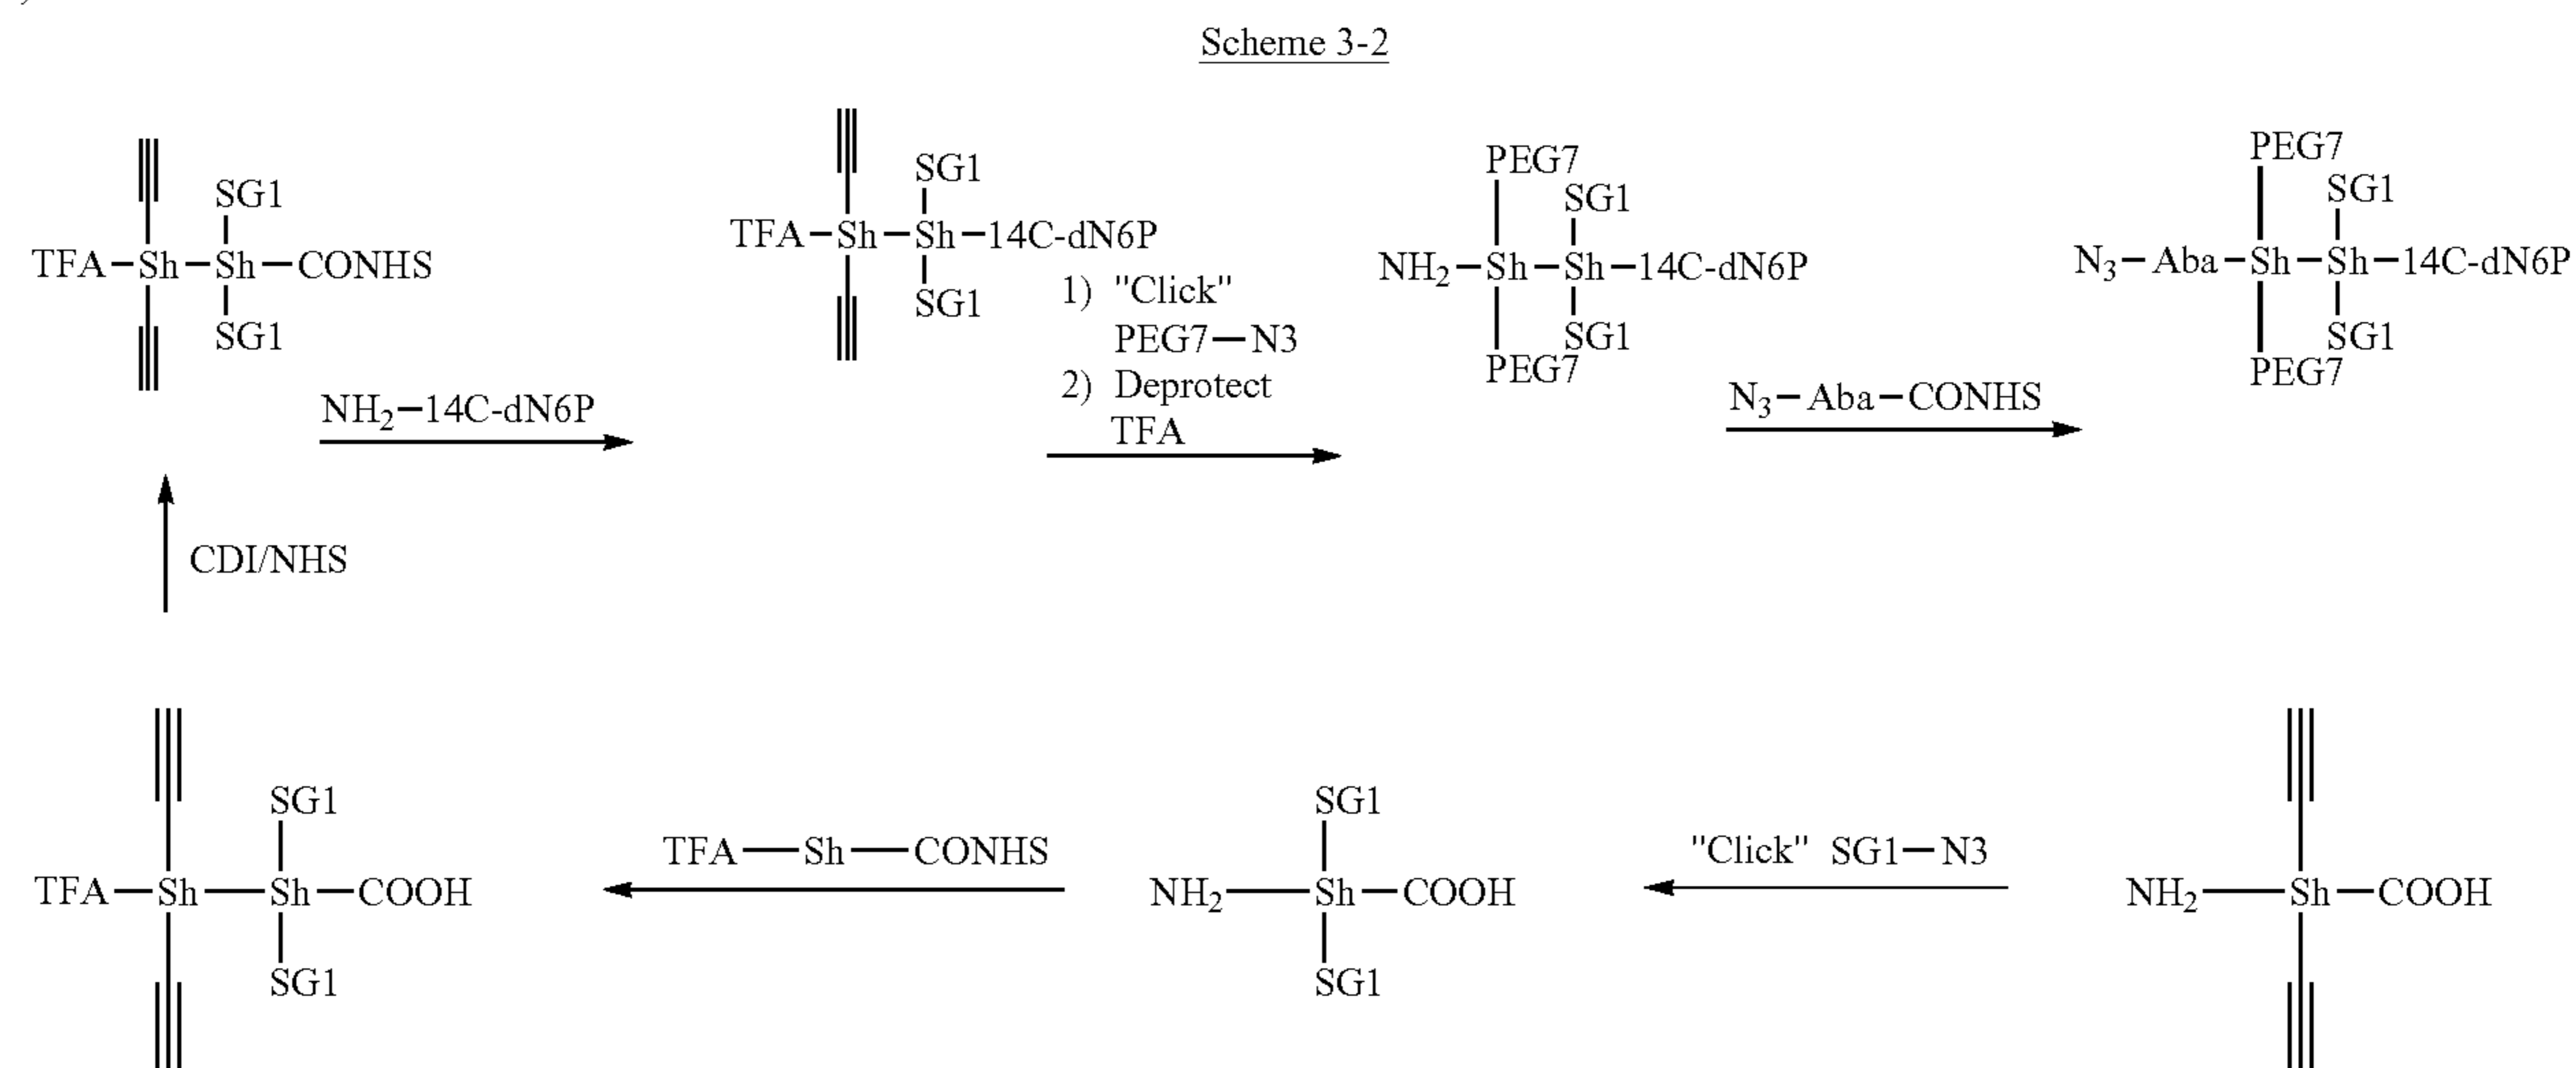 Scheme 3-2
SG1
TFA—Sh—Sh—CONHS
SG1
NH2—14C-dN6P
SG1
TFA—Sh—Sh—14C-dN6P
SG1
1) "Click"
PEG7—N3
2) Deprotect
TFA
PEG7
SG1
NH2—Sh—Sh—14C-dN6P
SG1
PEG7
N3—Aba—CONHS
PEG7
SG1
N3—Aba—Sh—Sh—14C-dN6P
SG1
PEG7
CDI/NHS
SG1
TFA—Sh—Sh—COOH
SG1
TFA—Sh—CONHS
SG1
NH2—Sh—COOH
SG1
"Click" SG1—N3
NH2—Sh—COOH